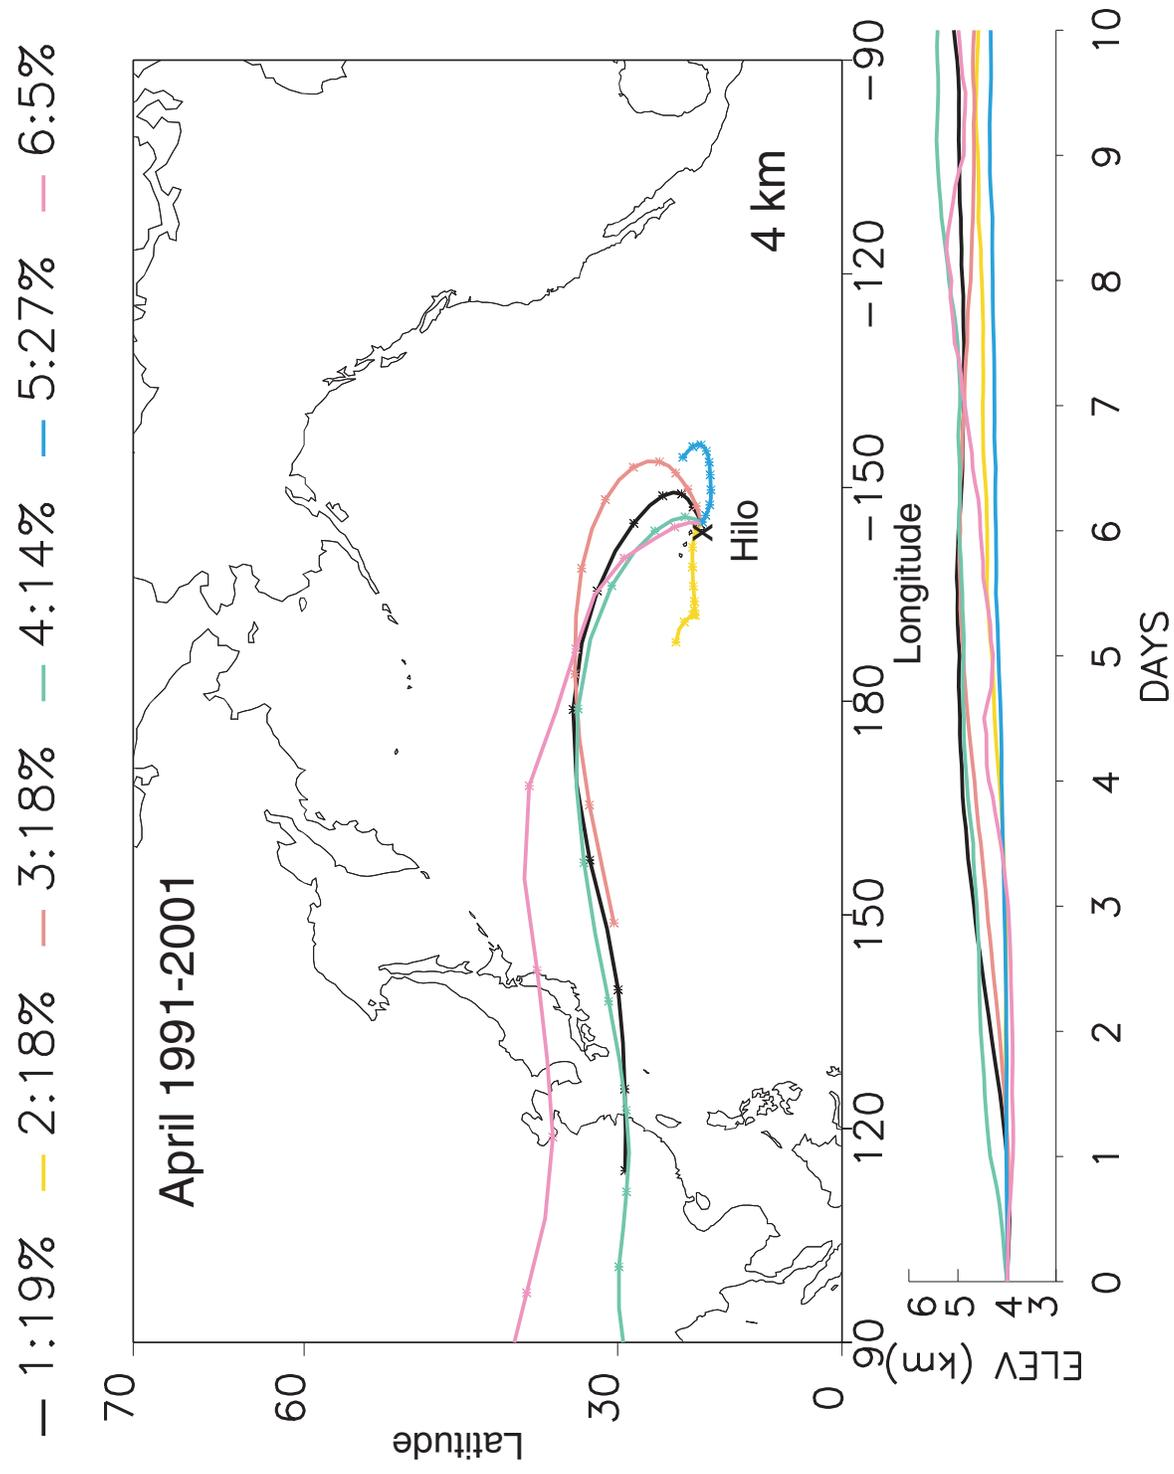 1:19% 2:18% 3:18% 4:14% 5:27% 6:5%
April 1991-2001
4 km
Hilo
70
60
30
0
Latitude
90 120 150 180 −150 −120 −90
Longitude
6
5
4
3
ELEV (km)
0 1 2 3 4 5 6 7 8 9 10
DAYS